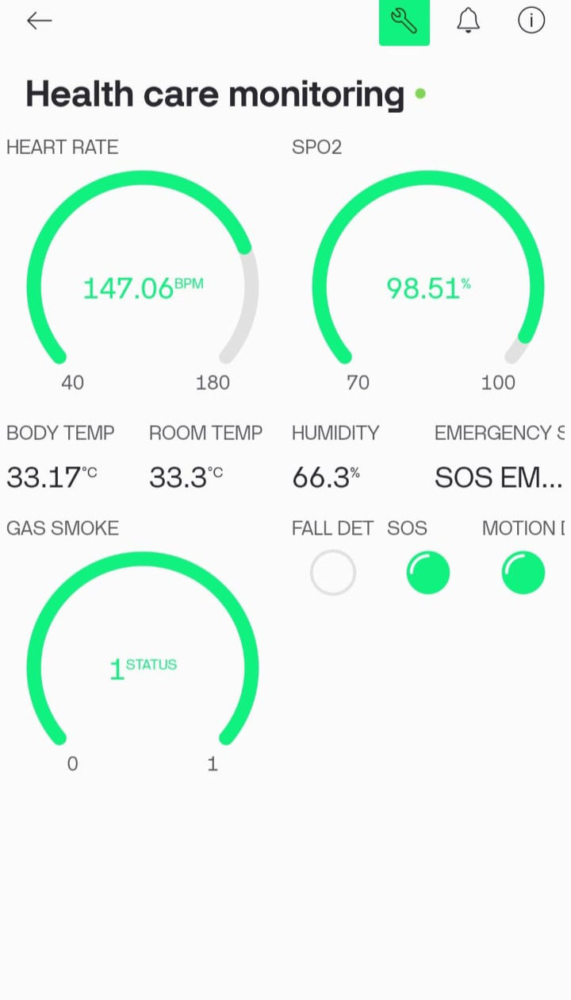 Health care monitoring
HEART RATE SPO2
147.06BPM 98.51%
40 180 70 100
BODY TEMP ROOM TEMP HUMIDITY EMERGENCY S
33.17°C 33.3°C 66.3% SOS EM...
GAS SMOKE FALL DET SOS MOTION
1STATUS
0 1